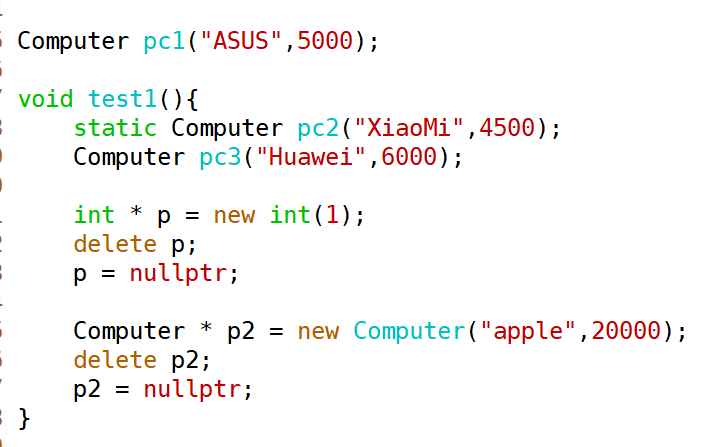 Computer pc1("ASUS",5000);
void test1(){
    static Computer pc2("XiaoMi",4500);
    Computer pc3("Huawei",6000);
    int * p = new int(1);
    delete p;
    p = nullptr;
    Computer * p2 = new Computer("apple",20000);
    delete p2;
    p2 = nullptr;
}